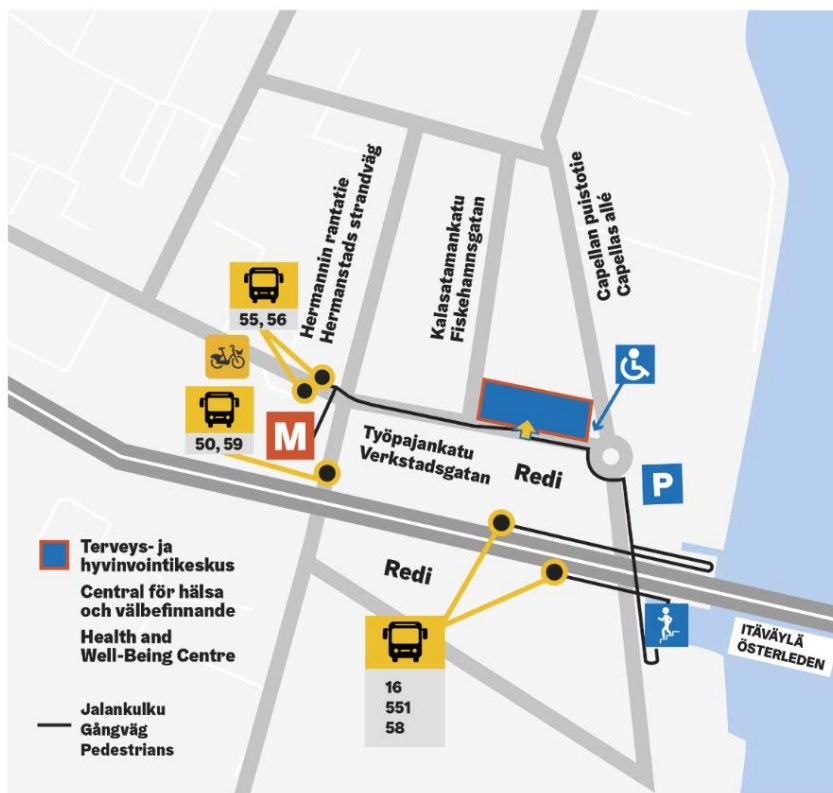 Hermannin rantatie
Hermanstads strandväg
Kalasatamankatu
Fiskehamnsgatan
Capellan puistotie
Capellas allé
55, 56
50, 59
M
Työpajankatu
Verkstadsgatan
Redi
P
Redi
16
551
58
ITÄVÄYLÄ
ÖSTERLEDEN
Terveys- ja
hyvinvointikeskus
Central för hälsa
och välbefinnande
Health and
Well-Being Centre
Jalankulku
Gångväg
Pedestrians